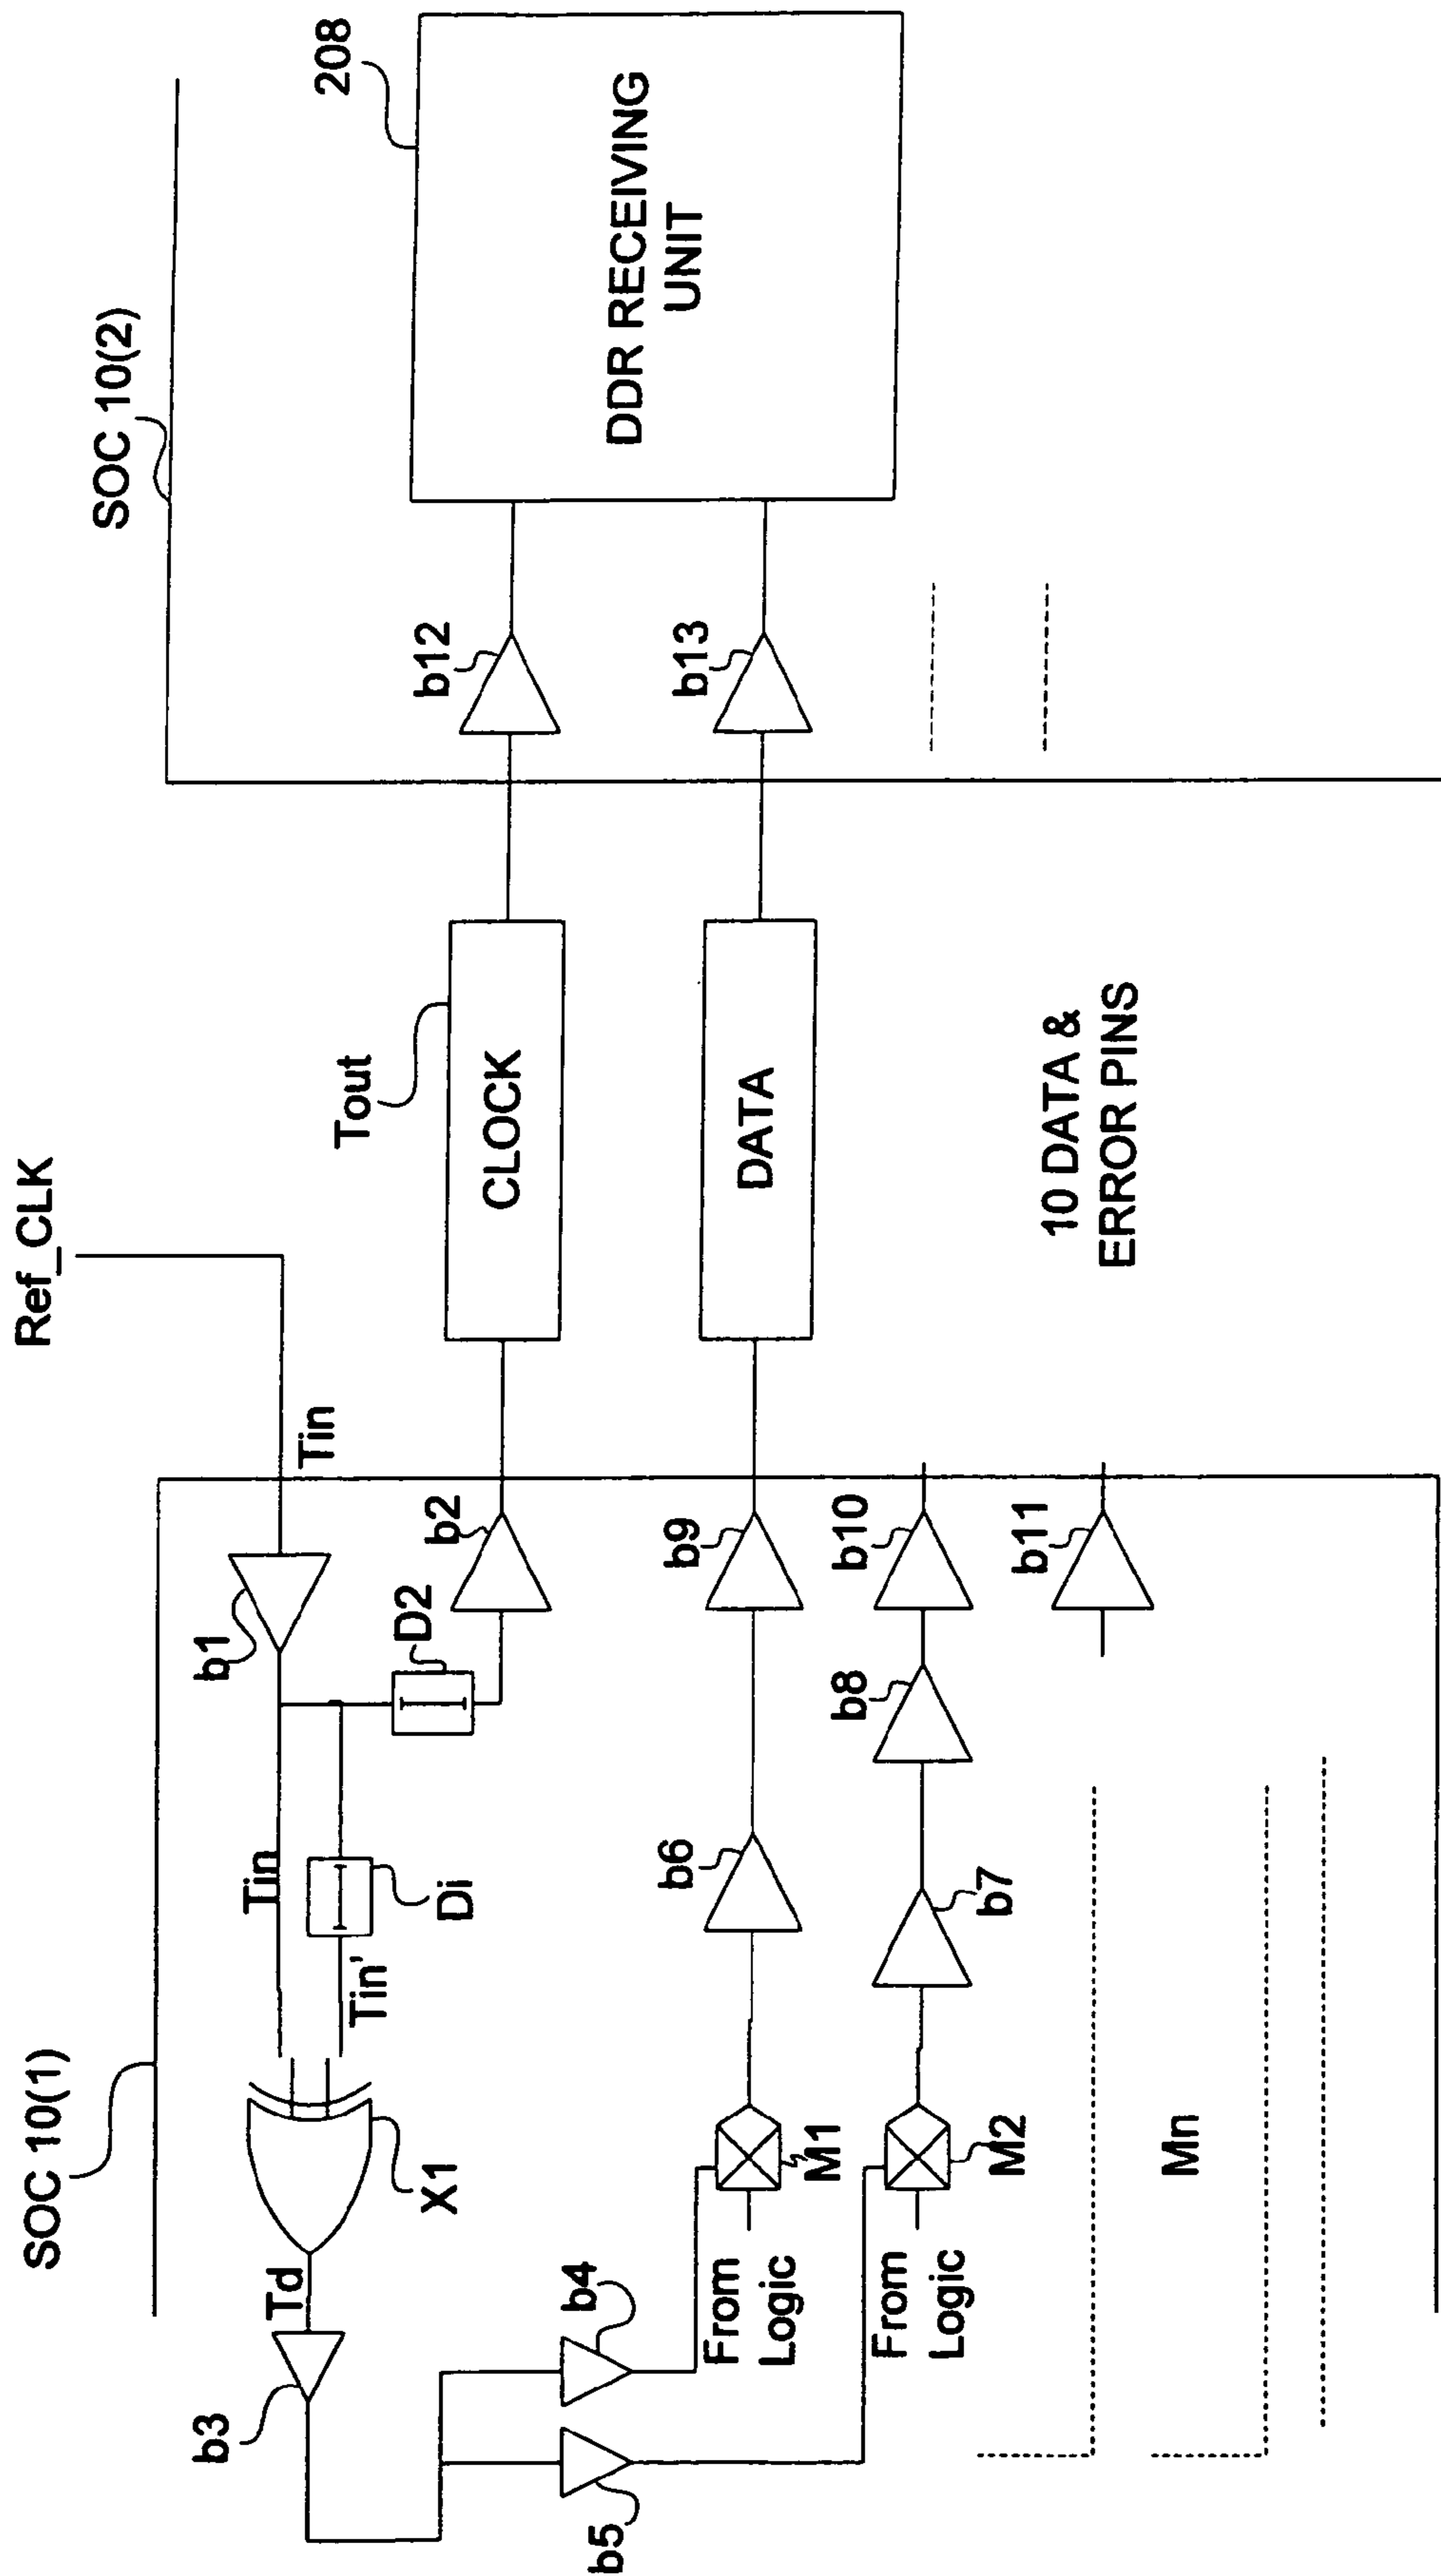 Ref_CLK
SOC 10(1)
SOC 10(2)
Tin
b1
Tin
Tin'
Di
D2
b2
X1
Td
b3
b4
b5
Tout
CLOCK
b12
208
DDR RECEIVING
UNIT
From
Logic
M1
b6
b9
DATA
b13
From
Logic
M2
b7
b8
b10
b11
Mn
10 DATA &
ERROR PINS